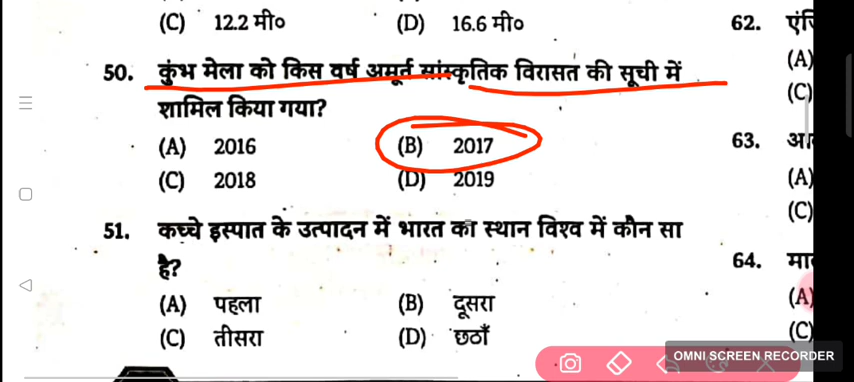 (C) 12.2 मी०
(D) 16.6 मी०
50. कुंभ मेला को किस वर्ष अमूर्त सांस्कृतिक विरासत की सूची में
शामिल किया गया?
(A) 2016
(B) 2017
(C) 2018
(D) 2019
51. कच्चे इस्पात के उत्पादन में भारत का स्थान विश्व में कौन सा
है?
(A) पहला
(B) दूसरा
(C) तीसरा
(D) छठाँ
62.
(A)
(C)
63.
(A)
(C)
64.
(A)
(C)
OMNI SCREEN RECORDER